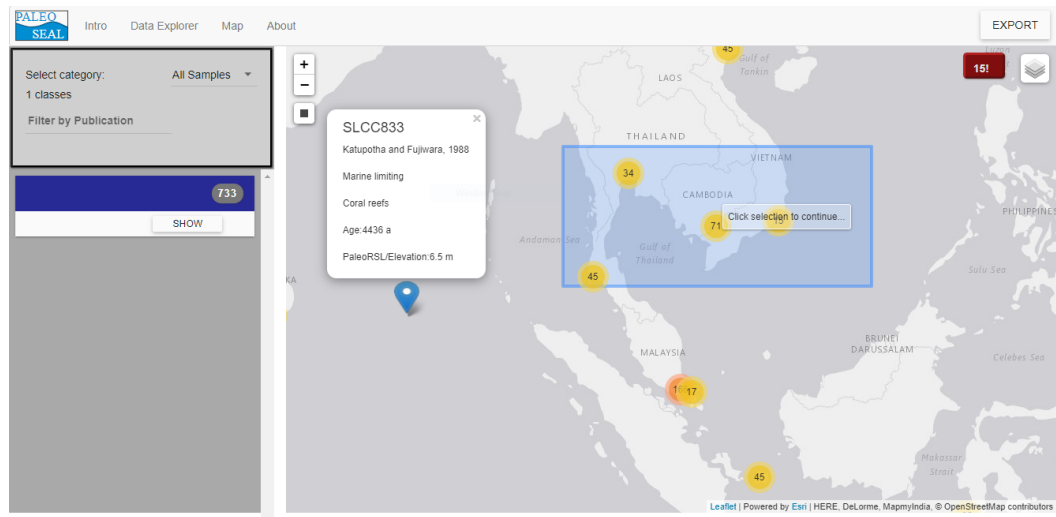 PALEO
SEAL
Intro
Data Explorer
Map
About
EXPORT
Select category:
All Samples
1 classes
Filter by Publication
733
SHOW
+
−
SLCC833
×
Katupotha and Fujiwara, 1988
Marine limiting
Coral reefs
Age:4436 a
PaleoRSL/Elevation:6.5 m
45
Gulf of
Tonkin
LAOS
15!
Luzon
THAILAND
VIETNAM
34
CAMBODIA
71
Click selection to continue...
PHILIPPINES
Andaman Sea
Gulf of
Thailand
45
KA
Sulu Sea
BRUNEI
DARUSSALAM
MALAYSIA
Celebes Sea
17
Makassar
Strait
45
Leaflet | Powered by Esri | HERE, DeLorme, MapmyIndia, © OpenStreetMap contributors